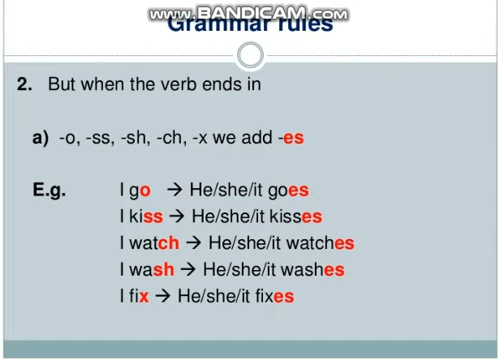 www.BANDICAM.com
Grammar rules
2. But when the verb ends in
a) -o, -ss, -sh, -ch, -x we add -es
E.g. I go → He/she/it goes
I kiss → He/she/it kisses
I watch → He/she/it watches
I wash → He/she/it washes
I fix → He/she/it fixes